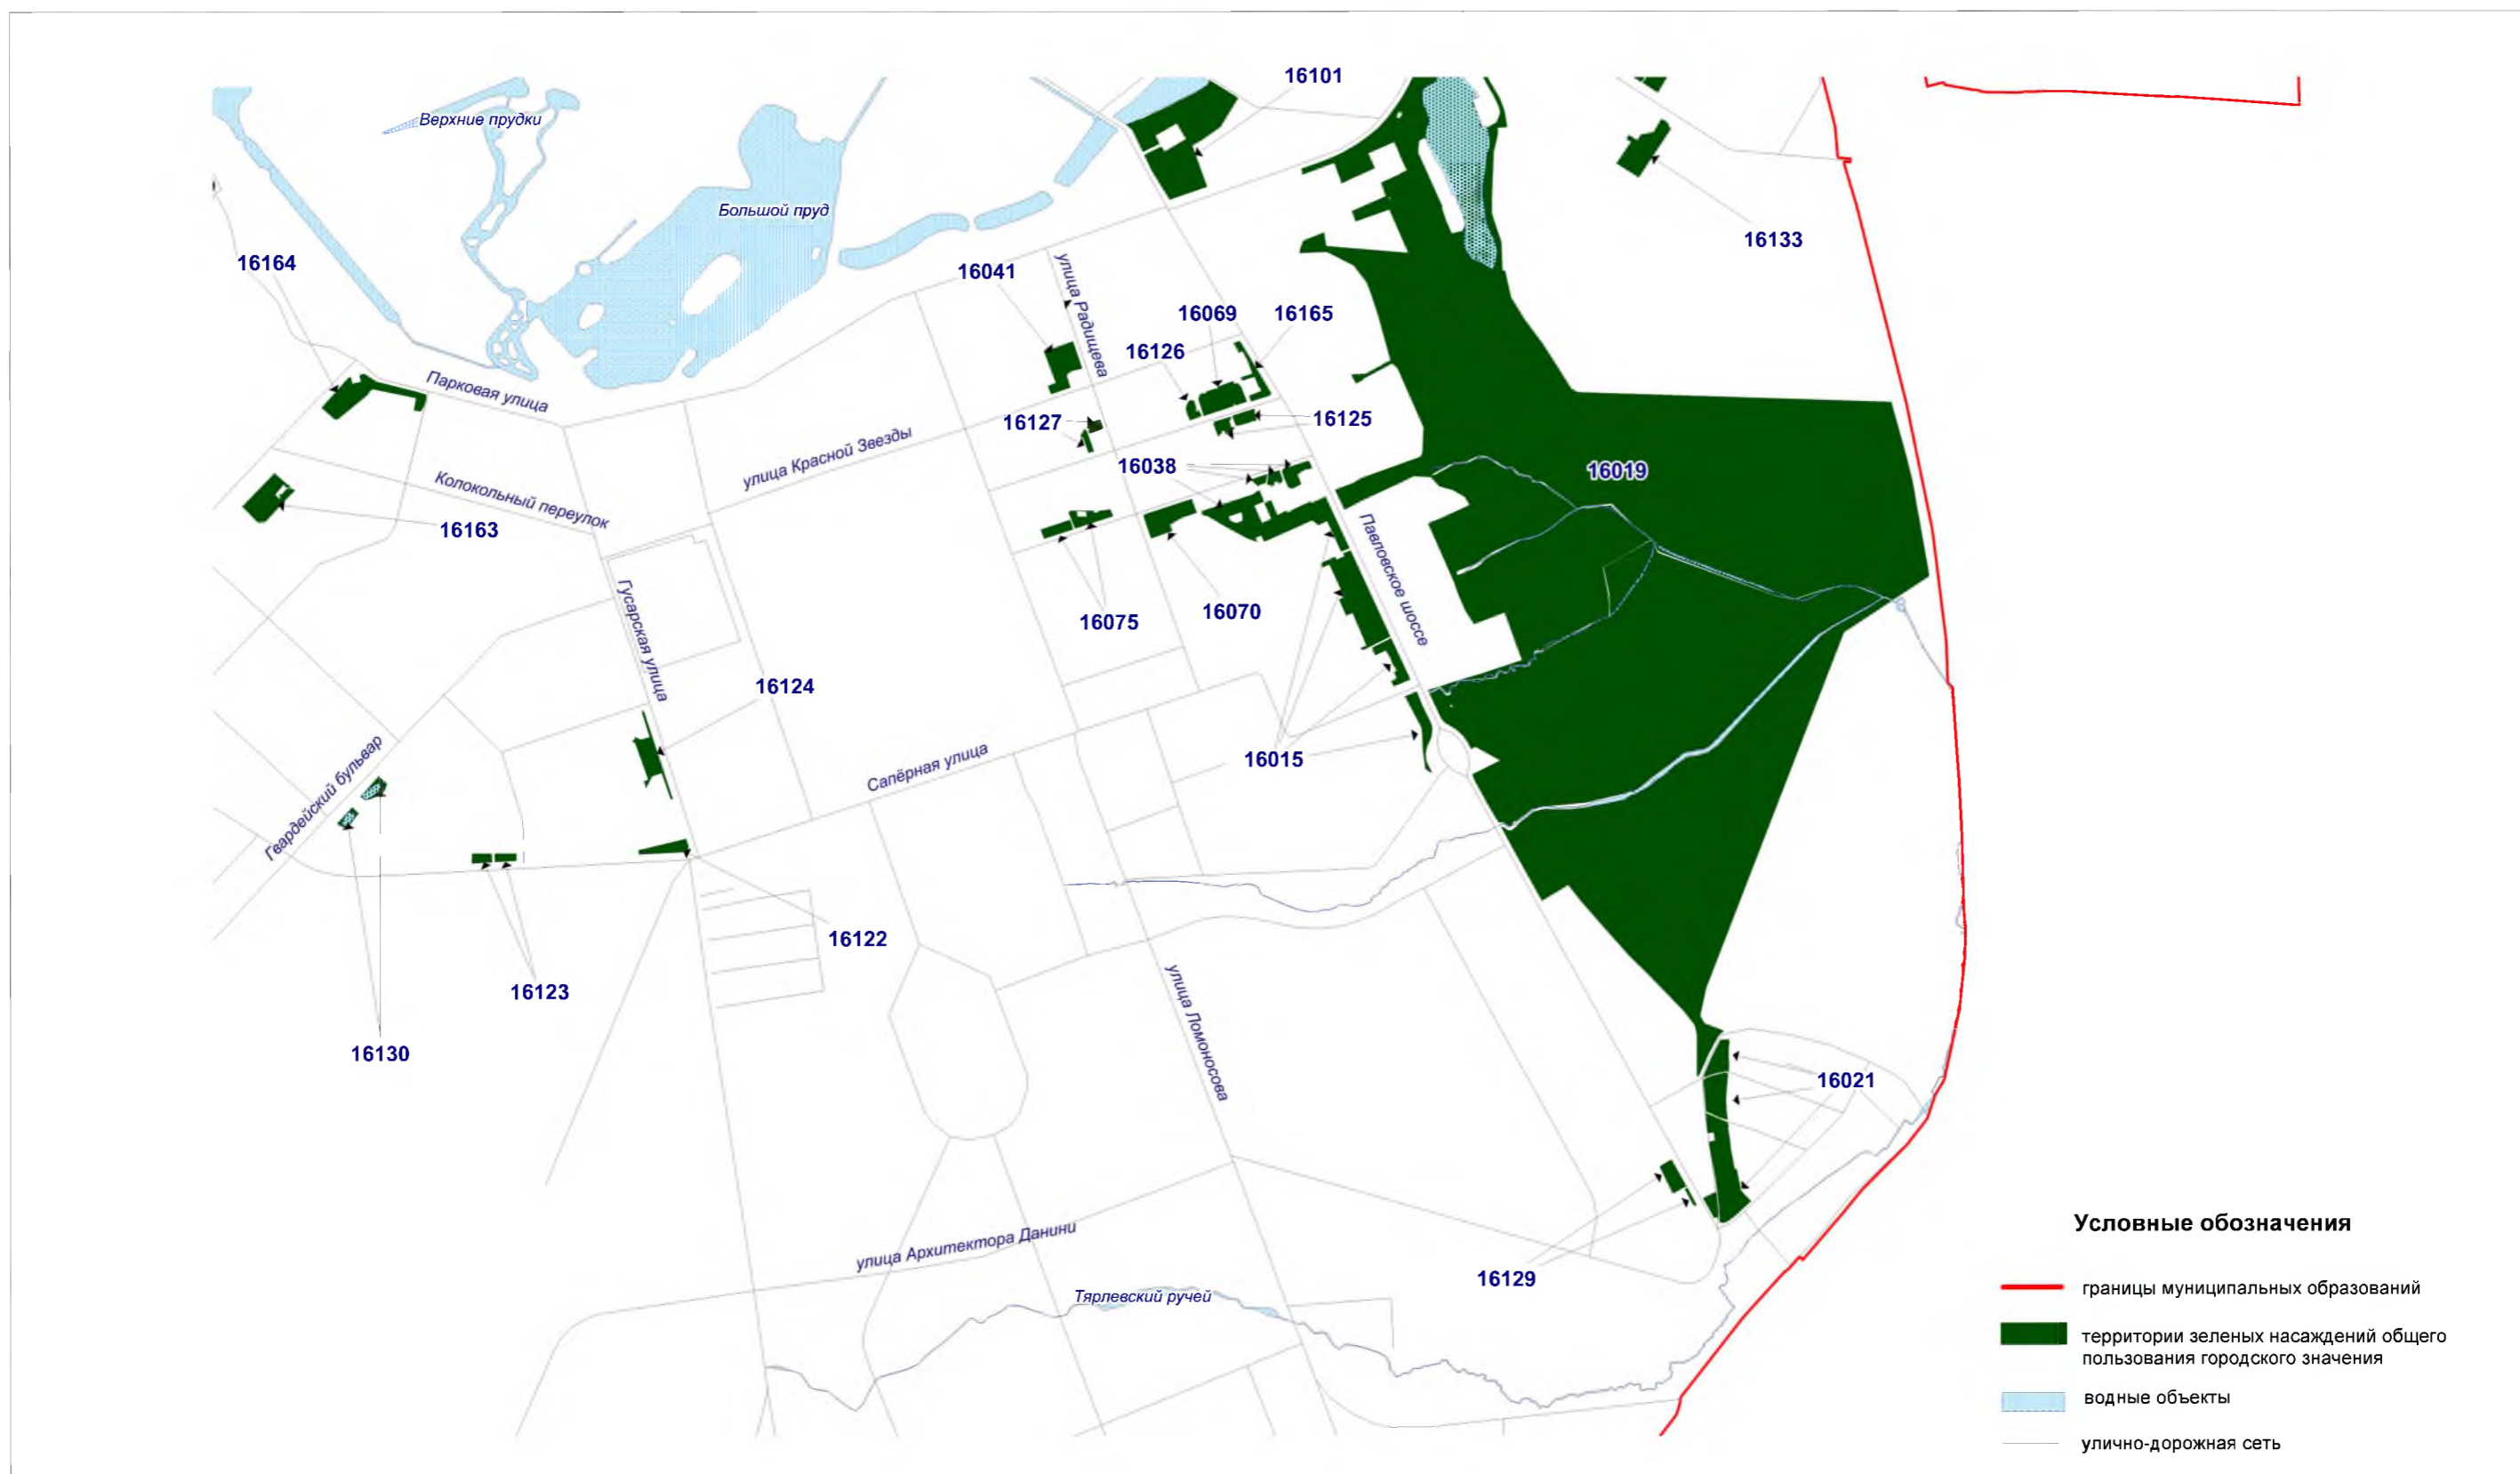 16101
Верхние прудки
Большой пруд
16133
16164
16041
улица Радищева
16069
16165
16126
Парковая улица
16127
16125
улица Красной Звезды
16038
16019
Колокольный переулок
16163
Павловское шоссе
16075
16070
Гусарская улица
16124
16015
Сапёрная улица
Гвардейский бульвар
16122
16123
16130
улица Ломоносова
16021
улица Архитектора Данини
16129
Тярлевский ручей
Условные обозначения
границы муниципальных образований
территории зеленых насаждений общего
пользования городского значения
водные объекты
улично-дорожная сеть